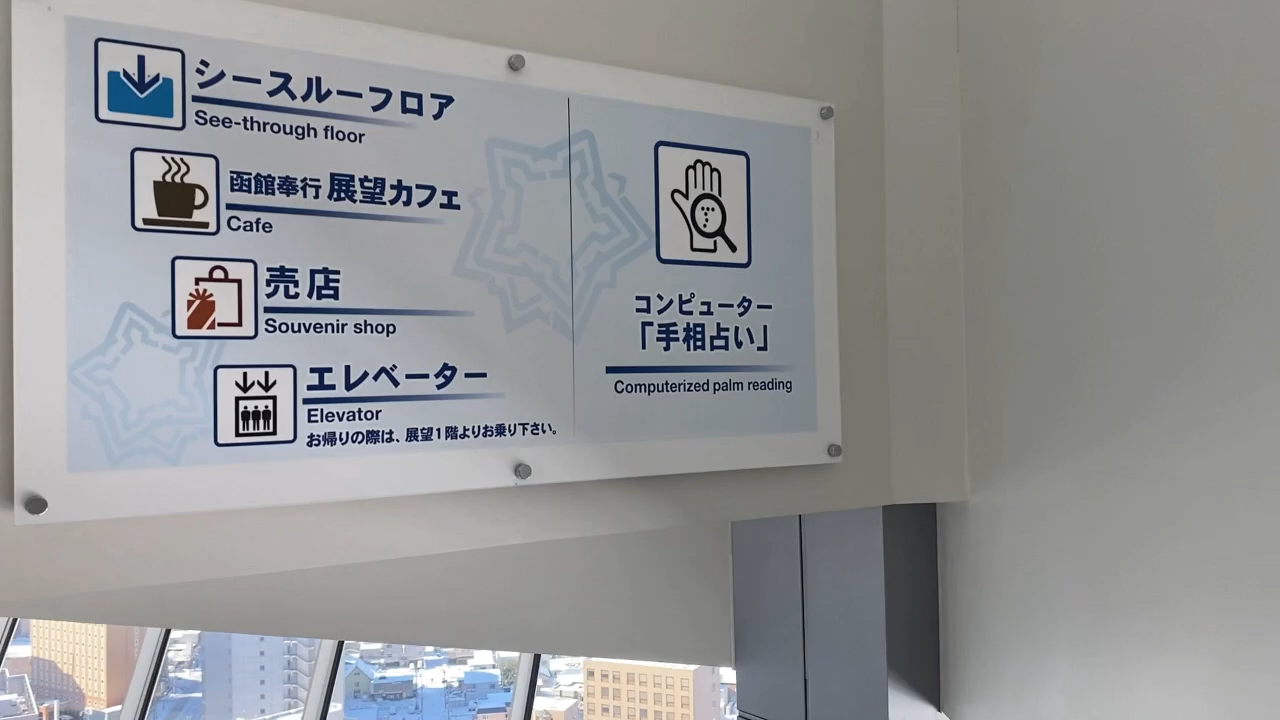 シースルーフロア
See-through floor
函館奉行 展望カフェ
Cafe
売店
Souvenir shop
エレベーター
Elevator
お帰りの際は、展望1階よりお乗り下さい。
コンピューター
「手相占い」
Computerized palm reading